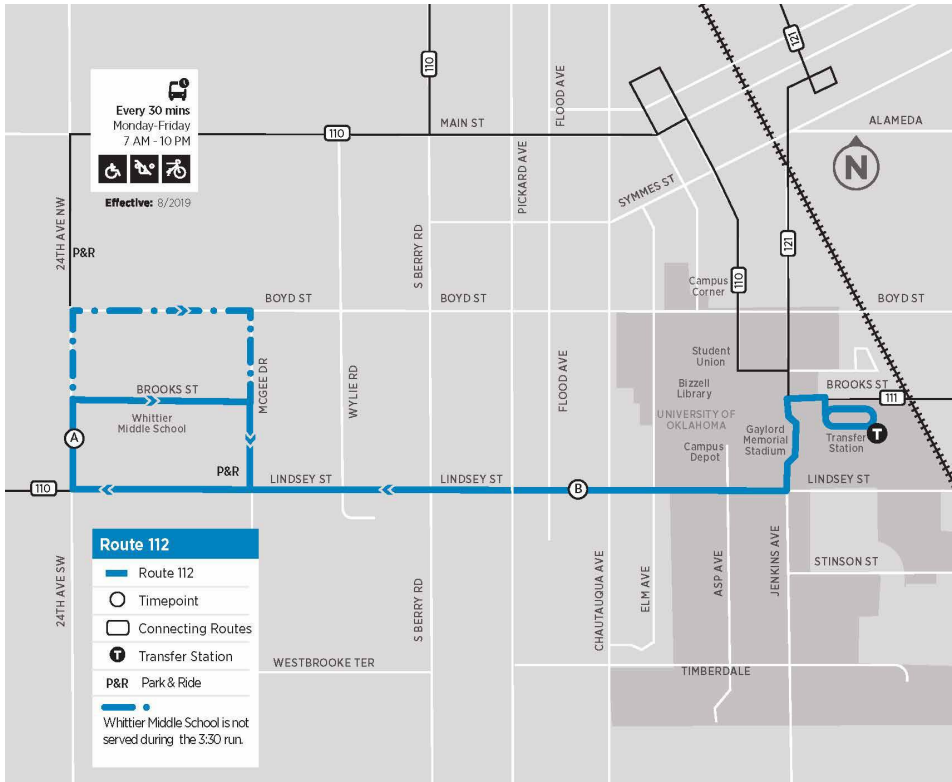 110
121
FLOOD AVE
Every 30 mins
Monday-Friday
7 AM - 10 PM
Effective: 8/2019
110
MAIN ST
ALAMEDA
N
PICKARD AVE
SYMMES ST
24TH AVE NW
P&R
S BERRY RD
121
110
Campus
Corner
BOYD ST
BOYD ST
BOYD ST
Student
Union
BROOKS ST
MCGEE DR
WYLIE RD
FLOOD AVE
Bizzell
Library
BROOKS ST
111
Whittier
Middle School
UNIVERSITY OF
OKLAHOMA
Gaylord
Memorial
Stadium
Campus
Depot
Transfer
Station
T
A
P&R
110
LINDSEY ST
LINDSEY ST
B
LINDSEY ST
24TH AVE SW
S BERRY RD
CHAUTAUQUA AVE
ELM AVE
ASP AVE
JENKINS AVE
STINSON ST
WESTBROOKE TER
TIMBERDALE
Route 112
Route 112
Timepoint
Connecting Routes
T
Transfer Station
P&R
Park & Ride
Whittier Middle School is not
served during the 3:30 run.